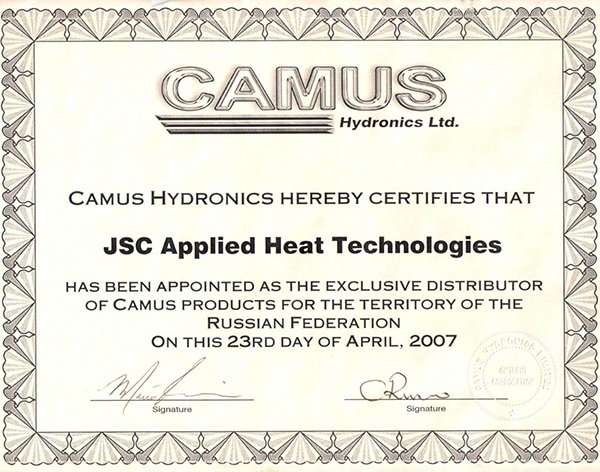 CAMUS
Hydronics Ltd.
CAMUS HYDRONICS HEREBY CERTIFIES THAT
JSC Applied Heat Technologies
HAS BEEN APPOINTED AS THE EXCLUSIVE DISTRIBUTOR
OF CAMUS PRODUCTS FOR THE TERRITORY OF THE
RUSSIAN FEDERATION
ON THIS 23RD DAY OF APRIL, 2007
Signature
Signature